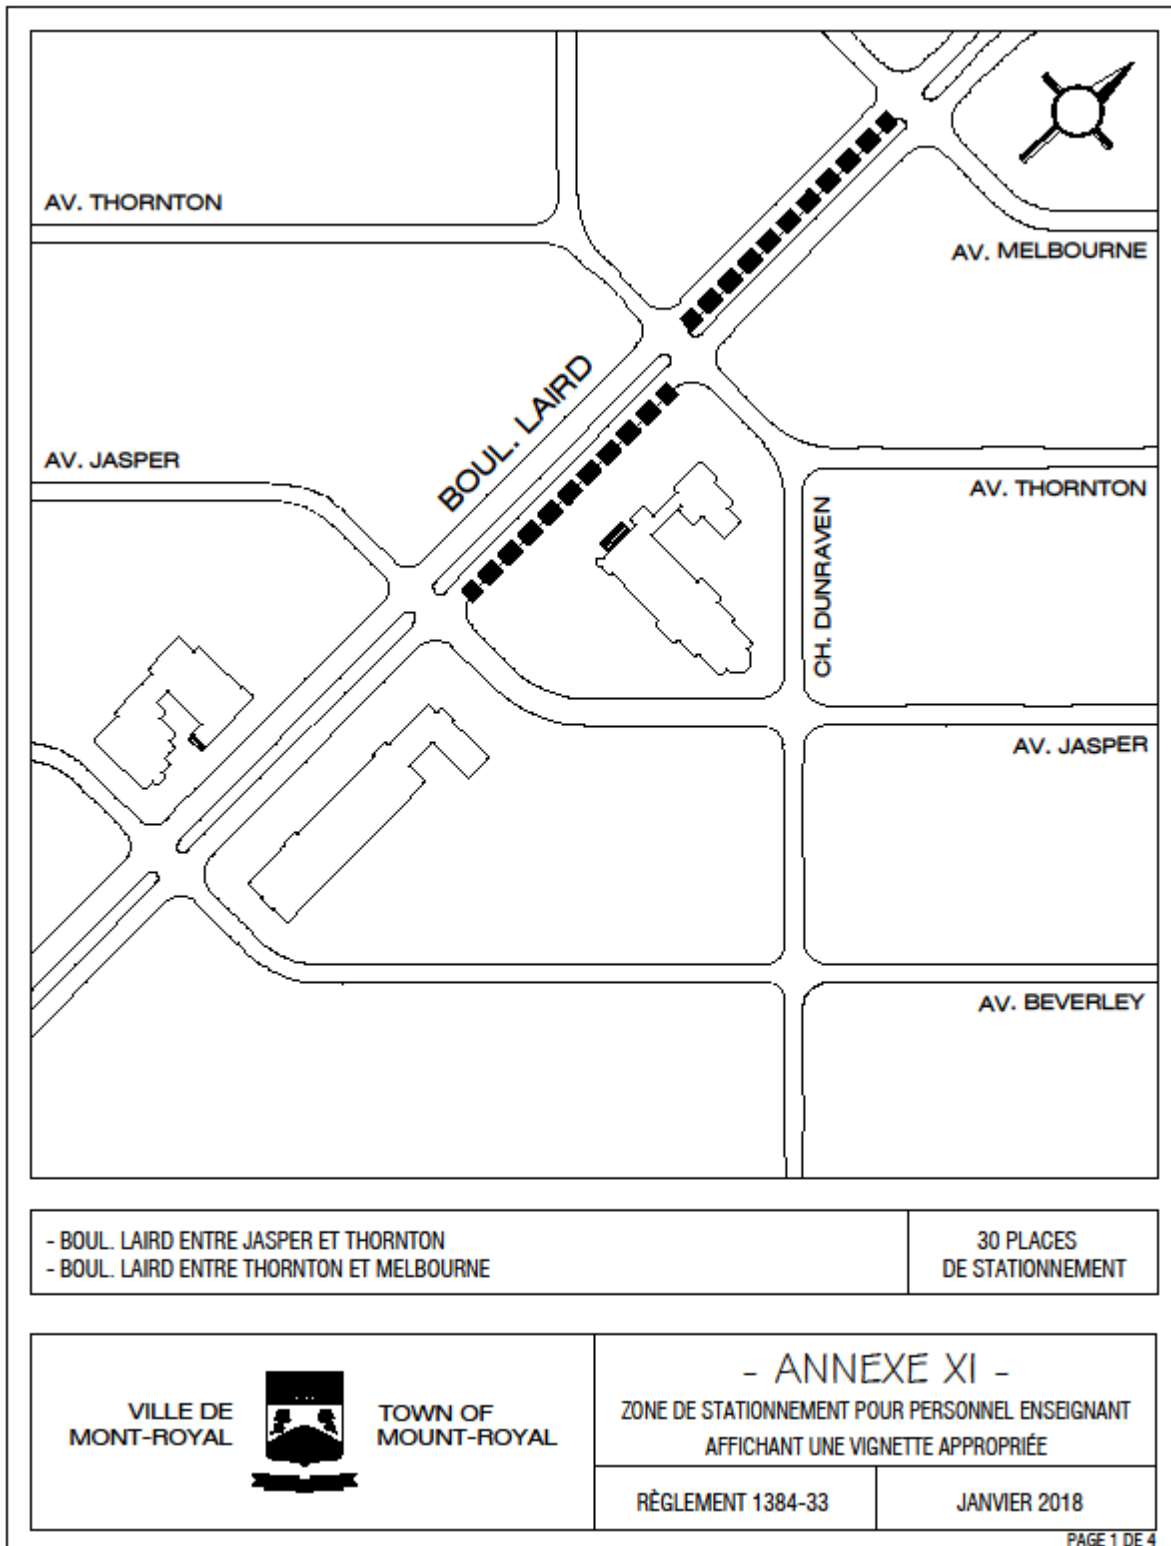 AV. THORNTON
AV. MELBOURNE
BOUL. LAIRD
AV. JASPER
AV. THORNTON
CH. DUNRAVEN
AV. JASPER
AV. BEVERLEY
- BOUL. LAIRD ENTRE JASPER ET THORNTON
- BOUL. LAIRD ENTRE THORNTON ET MELBOURNE
30 PLACES
DE STATIONNEMENT
VILLE DE
MONT-ROYAL
TOWN OF
MOUNT-ROYAL
- ANNEXE XI -
ZONE DE STATIONNEMENT POUR PERSONNEL ENSEIGNANT
AFFICHANT UNE VIGNETTE APPROPRIÉE
RÈGLEMENT 1384-33
JANVIER 2018
PAGE 1 DE 4